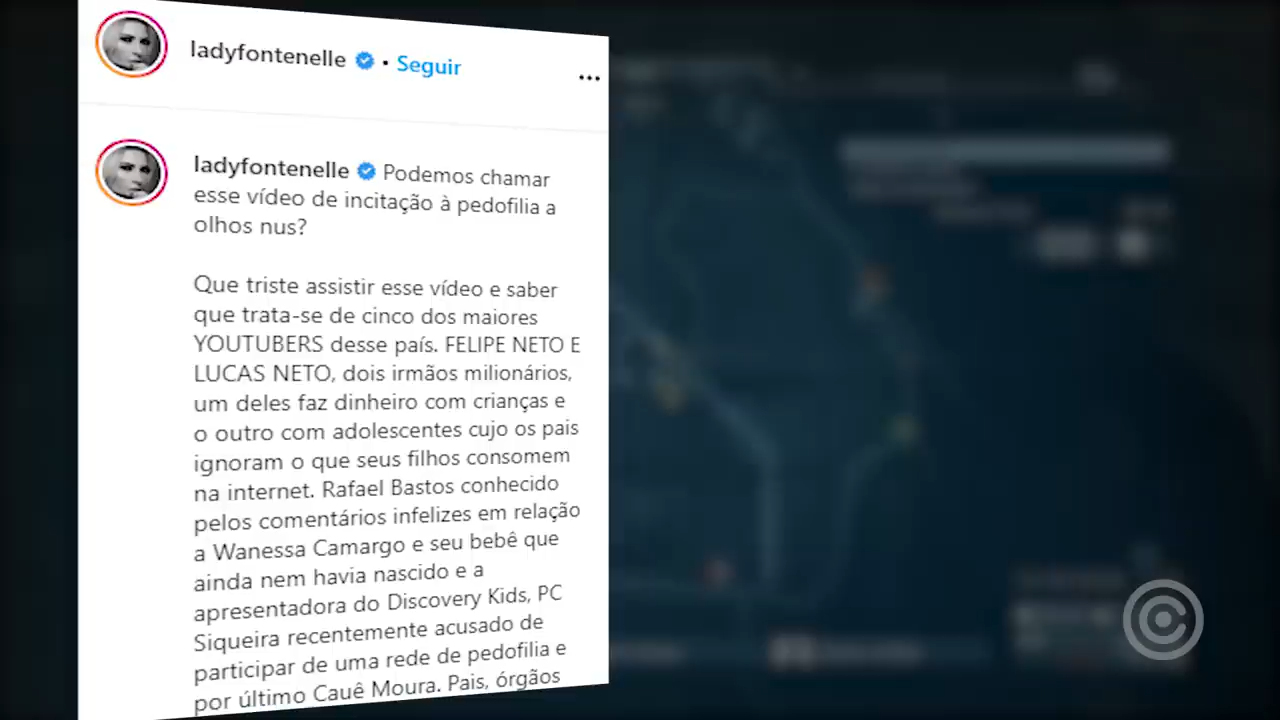 ladyfontenelle • Seguir
...
ladyfontenelle Podemos chamar
esse vídeo de incitação à pedofilia a
olhos nus?
Que triste assistir esse vídeo e saber
que trata-se de cinco dos maiores
YOUTUBERS desse país. FELIPE NETO E
LUCAS NETO, dois irmãos milionários,
um deles faz dinheiro com crianças e
o outro com adolescentes cujo os pais
ignoram o que seus filhos consomem
na internet. Rafael Bastos conhecido
pelos comentários infelizes em relação
a Wanessa Camargo e seu bebê que
ainda nem havia nascido e a
apresentadora do Discovery Kids, PC
Siqueira recentemente acusado de
participar de uma rede de pedofilia e
por último Cauê Moura. Pais, órgãos